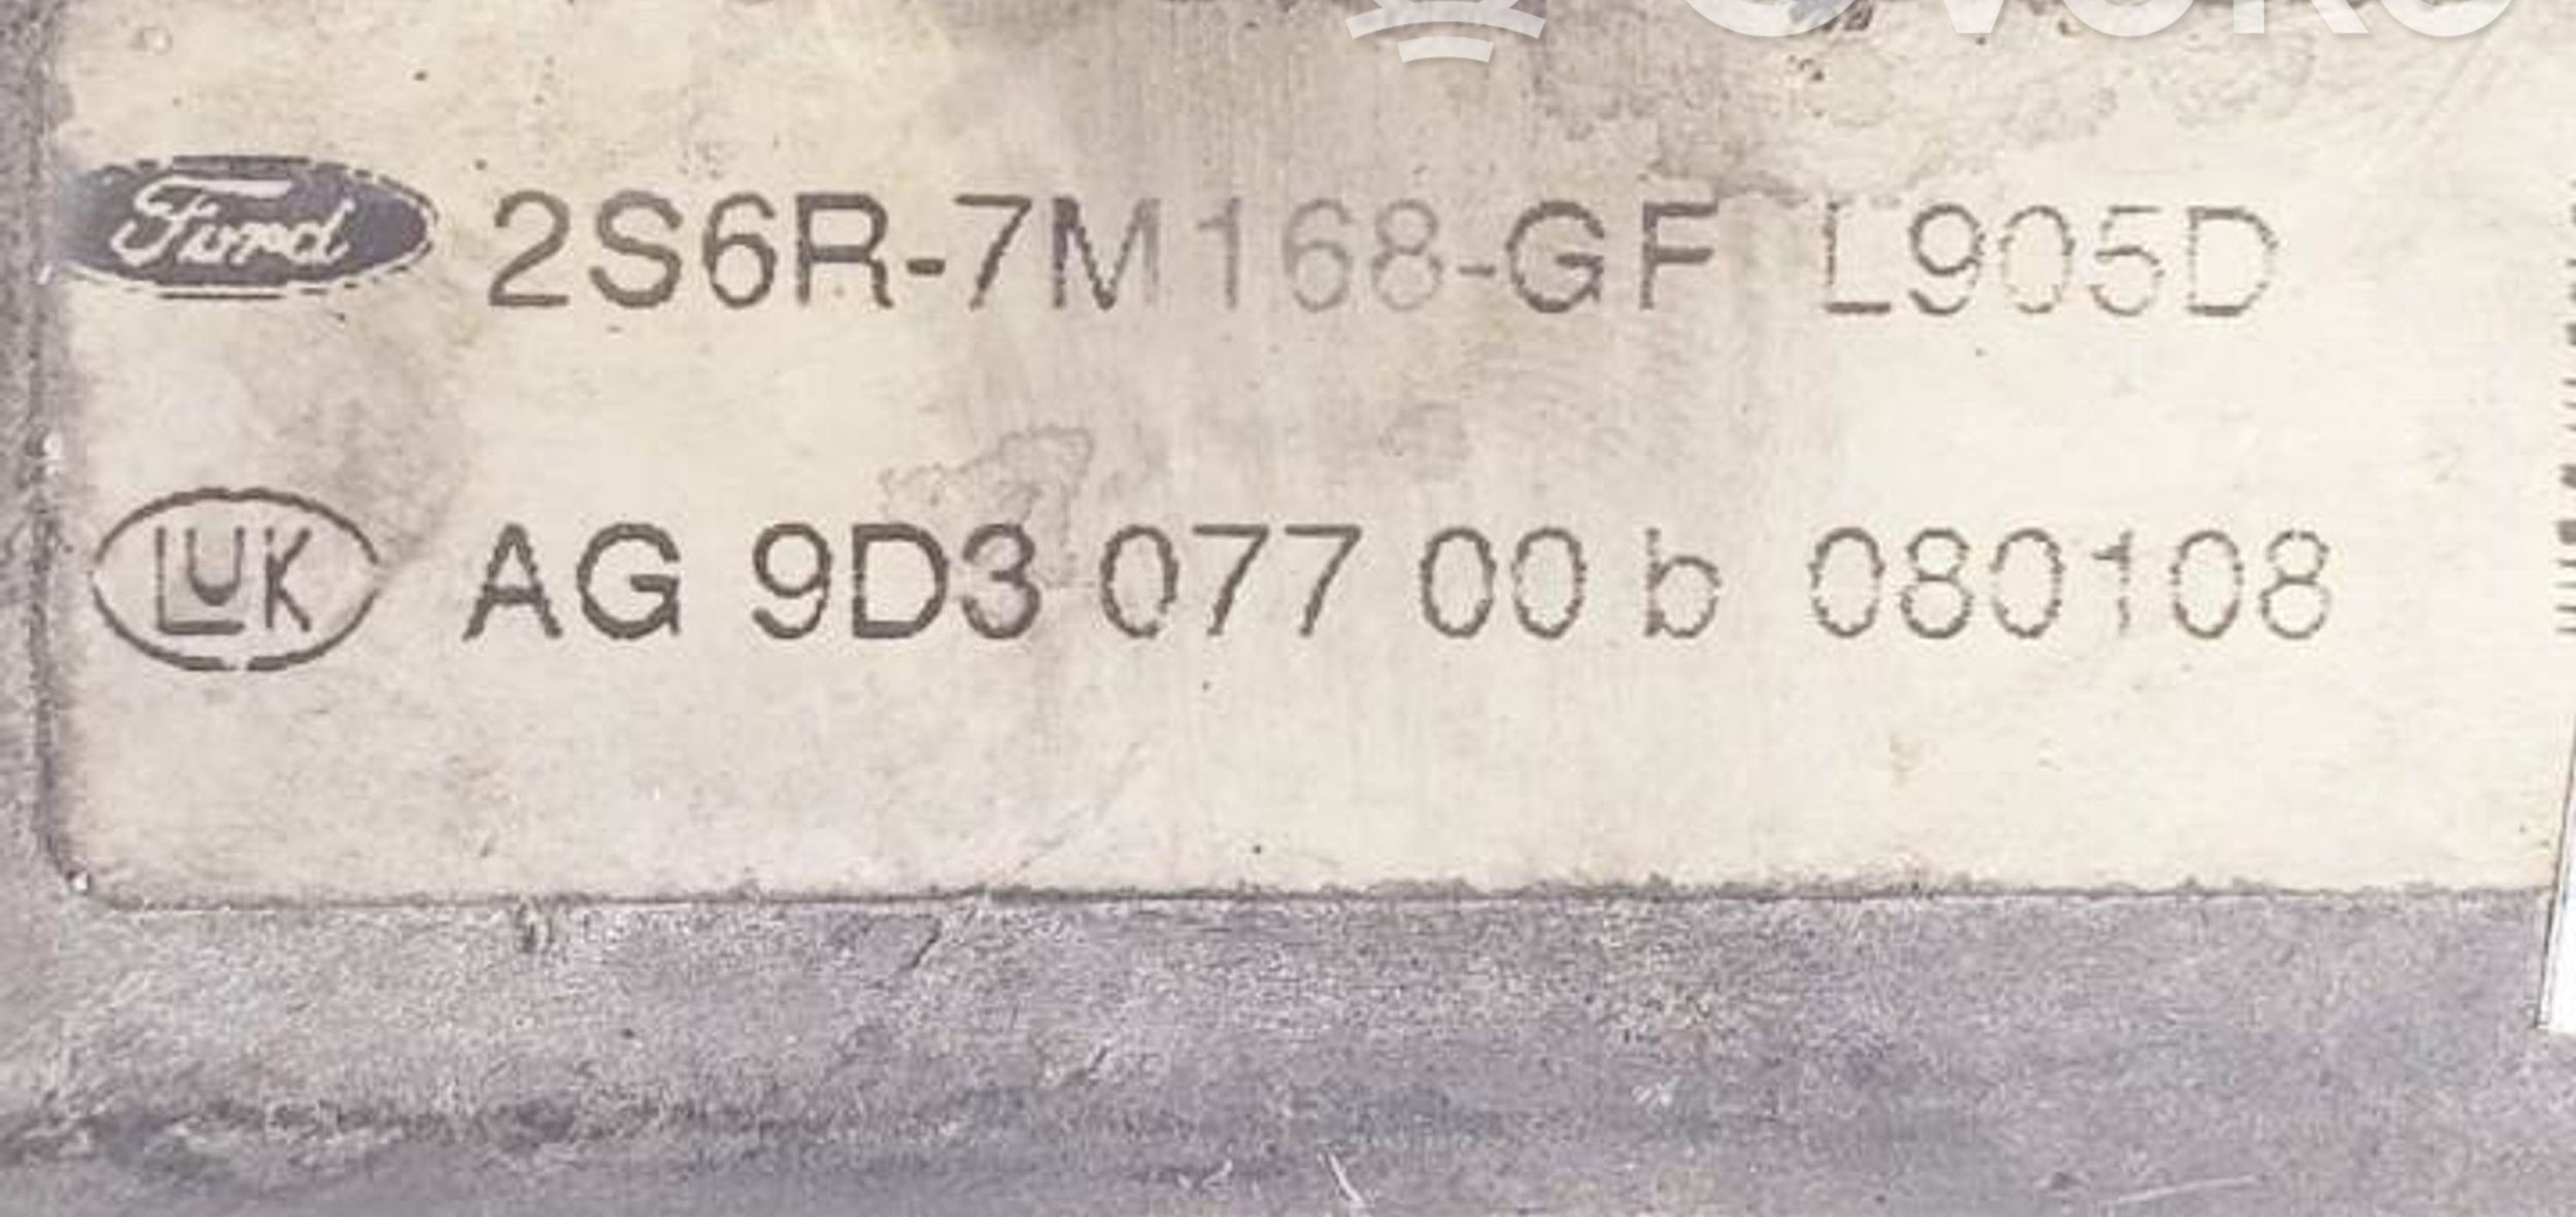 Ford 2S6R-7M168-GF L905D
LUK AG 9D3 077 00 b 080108